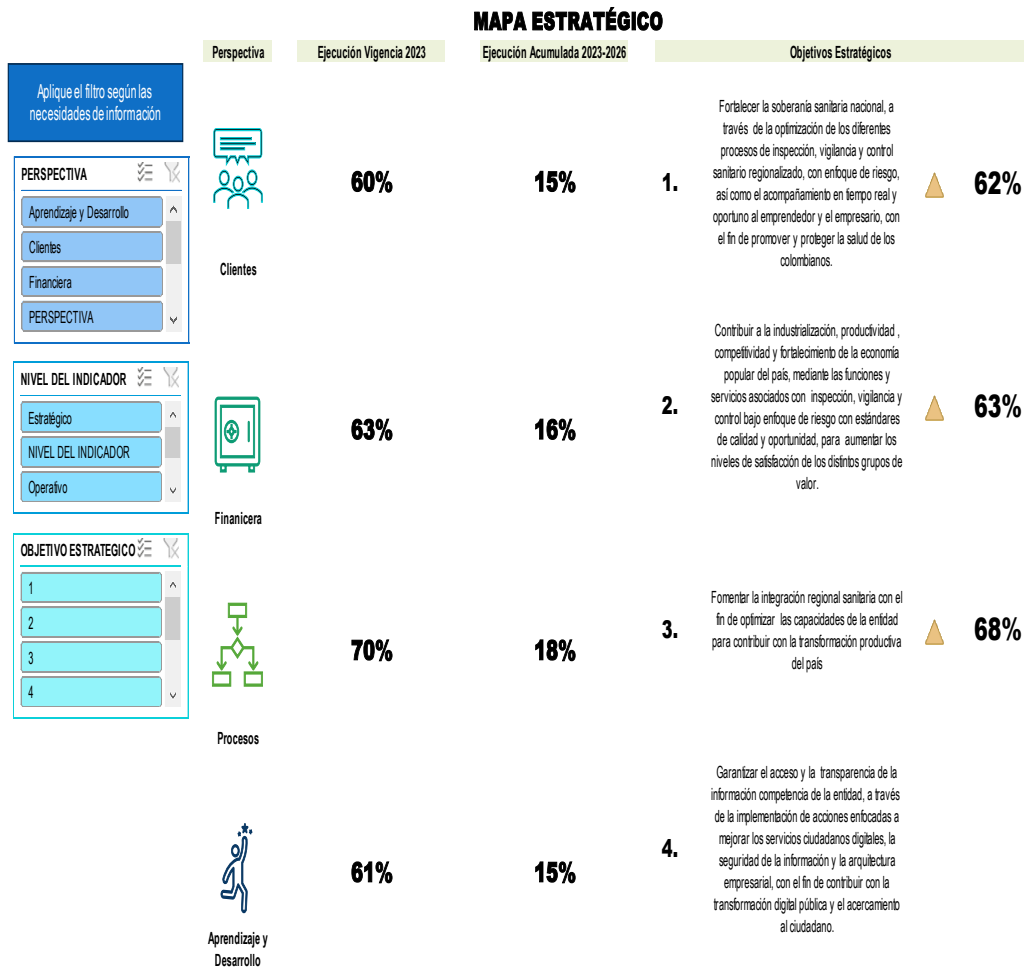 MAPA ESTRATÉGICO
Perspectiva
Ejecución Vigencia 2023
Ejecución Acumulada 2023-2026
Objetivos Estratégicos
Aplique el filtro según las
necesidades de información
PERSPECTIVA
Aprendizaje y Desarrollo
Clientes
Financiera
PERSPECTIVA
NIVEL DEL INDICADOR
Estratégico
NIVEL DEL INDICADOR
Operativo
OBJETIVO ESTRATEGICO
1
2
3
4
Clientes
60%
15%
1.
Fortalecer la soberanía sanitaria nacional, a
través de la optimización de los diferentes
procesos de inspección, vigilancia y control
sanitario regionalizado, con enfoque de riesgo,
así como el acompañamiento en tiempo real y
oportuno al emprendedor y el empresario, con
el fin de promover y proteger la salud de los
colombianos.
62%
Finanicera
63%
16%
2.
Contribuir a la industrialización, productividad ,
competitividad y fortalecimiento de la economía
popular del país, mediante las funciones y
servicios asociados con inspección, vigilancia y
control bajo enfoque de riesgo con estándares
de calidad y oportunidad, para aumentar los
niveles de satisfacción de los distintos grupos de
valor.
63%
Procesos
70%
18%
3.
Fomentar la integración regional sanitaria con el
fin de optimizar las capacidades de la entidad
para contribuir con la transformación productiva
del país
68%
Aprendizaje y
Desarrollo
61%
15%
4.
Garantizar el acceso y la transparencia de la
información competencia de la entidad, a través
de la implementación de acciones enfocadas a
mejorar los servicios ciudadanos digitales, la
seguridad de la información y la arquitectura
empresarial, con el fin de contribuir con la
transformación digital pública y el acercamiento
al ciudadano.